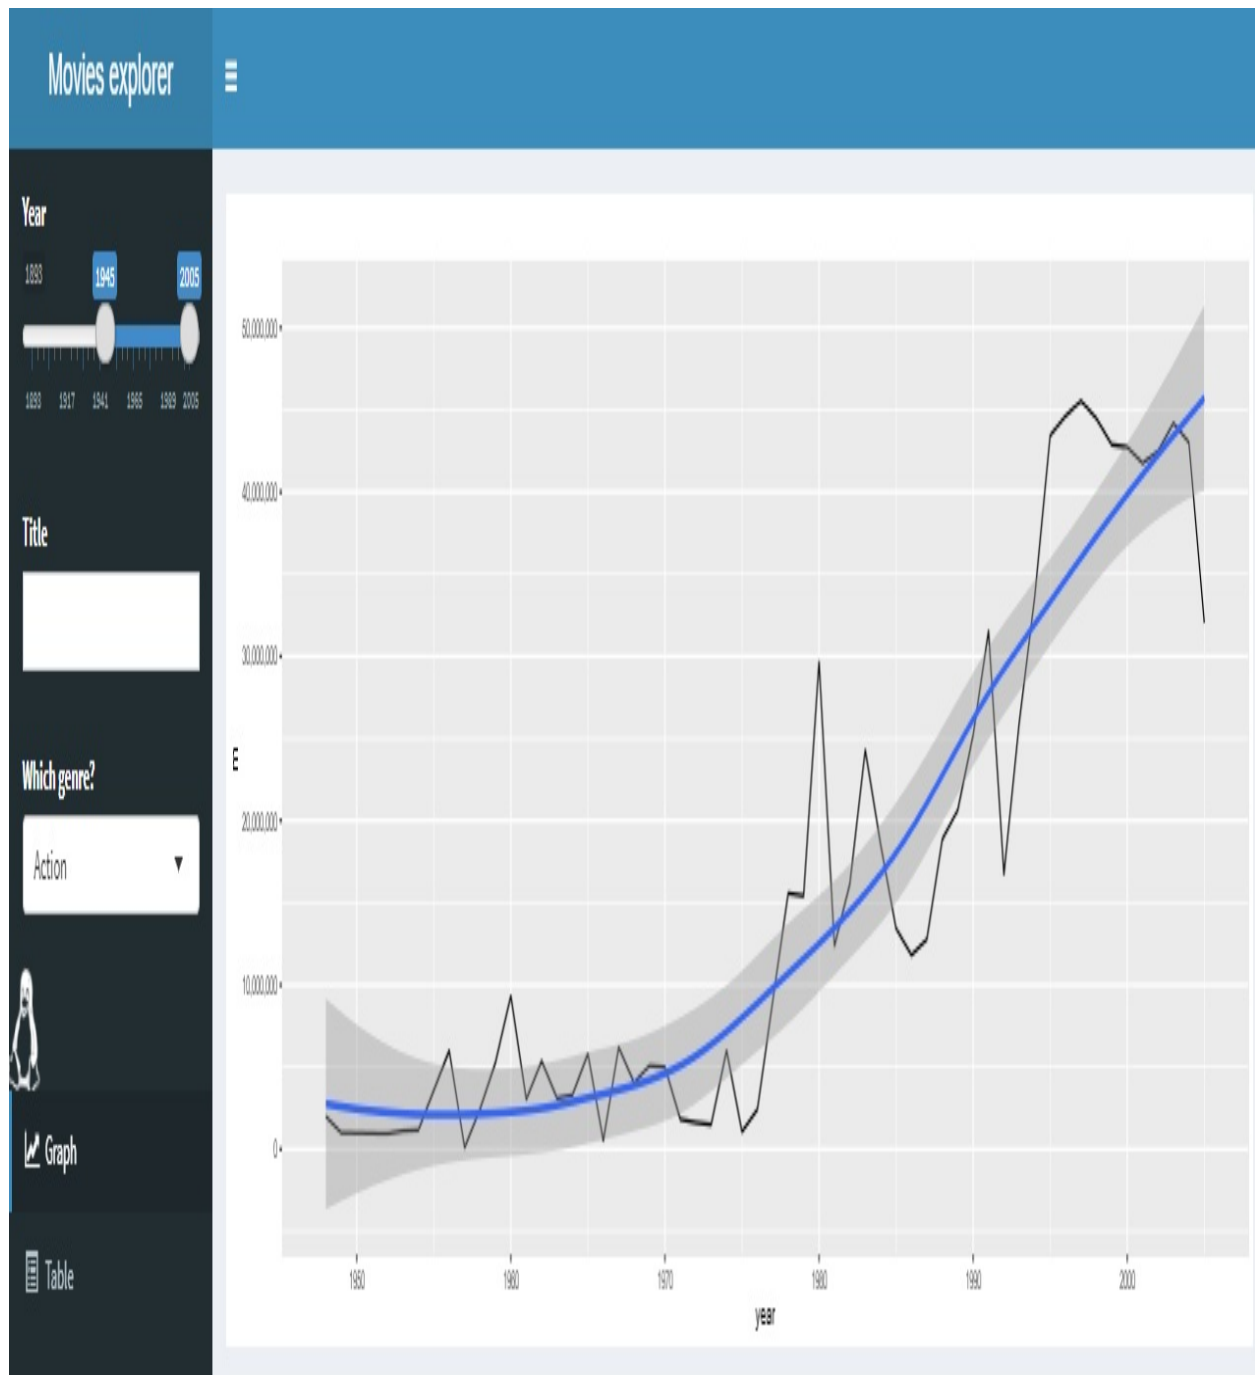 Movies explorer
Year
1893
1945
2005
1893 1917 1941 1965 1989 2005
Title
Which genre?
Action
Graph
Table
50,000,000
40,000,000
30,000,000
20,000,000
10,000,000
0
1950 1960 1970 1980 1990 2000
year